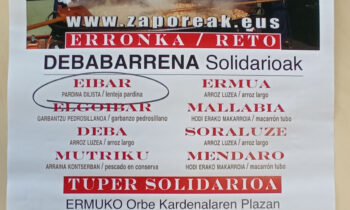 www.zaporeak.eus
ERRONKA / RETO
DEBABARRENA Solidarioak
EIBAR
PARDINA DILISTA / lenteja pardina
ELGOIBAR
GARBANTZU PEDROSILLANOA / garbanzo pedrosillano
DEBA
ARROZ LUZEA / arroz largo
MUTRIKU
ARRAINA KONTSERBAN / pescado en conserva
ERMUA
ARROZ LUZEA / arroz largo
MALLABIA
HODI ERAKO MAKARROIA / macarrón tubo
SORALUZE
ARROZ LUZEA / arroz largo
MENDARO
HODI ERAKO MAKARROIA / macarrón tubo
TUPER SOLIDARIOA
ERMUKO Orbe Kardenalaren Plazan